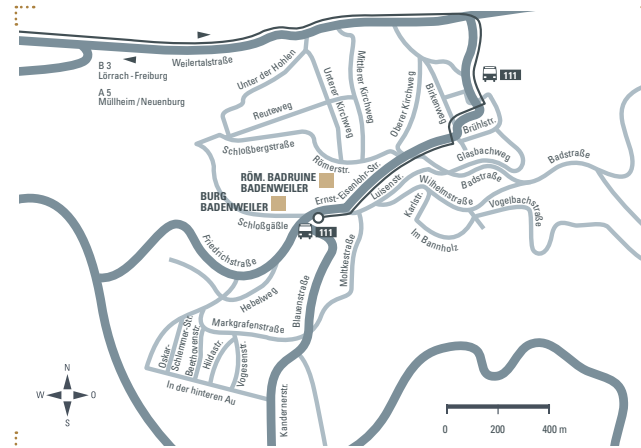 B 3
Lörrach - Freiburg
A 5
Müllheim / Neuenburg
Weilertalstraße
111
Unter der Hohlen
Unterer Kirchweg
Mittlerer Kirchweg
Oberer Kirchweg
Birkenweg
Brühlstr.
Reuteweg
Schloßbergstraße
Römerstr.
Glasbachweg
Badstraße
RÖM. BADRUINE
BADENWEILER
Ernst-Eisenlohr-Str.
Luisenstr.
Wilhelmstraße
Badstraße
BURG
BADENWEILER
Karlstr.
Vogelbachstraße
Schloßgäßle
111
Im Bannholz
Friedrichstraße
Moltkestraße
Hebelweg
Blauenstraße
Markgrafenstraße
Oskar-
Schlemmer-Str.
Beethovenstr.
Hildastr.
Vogesenstr.
In der hinteren Au
Kandernerstr.
N
W
O
S
0
200
400 m